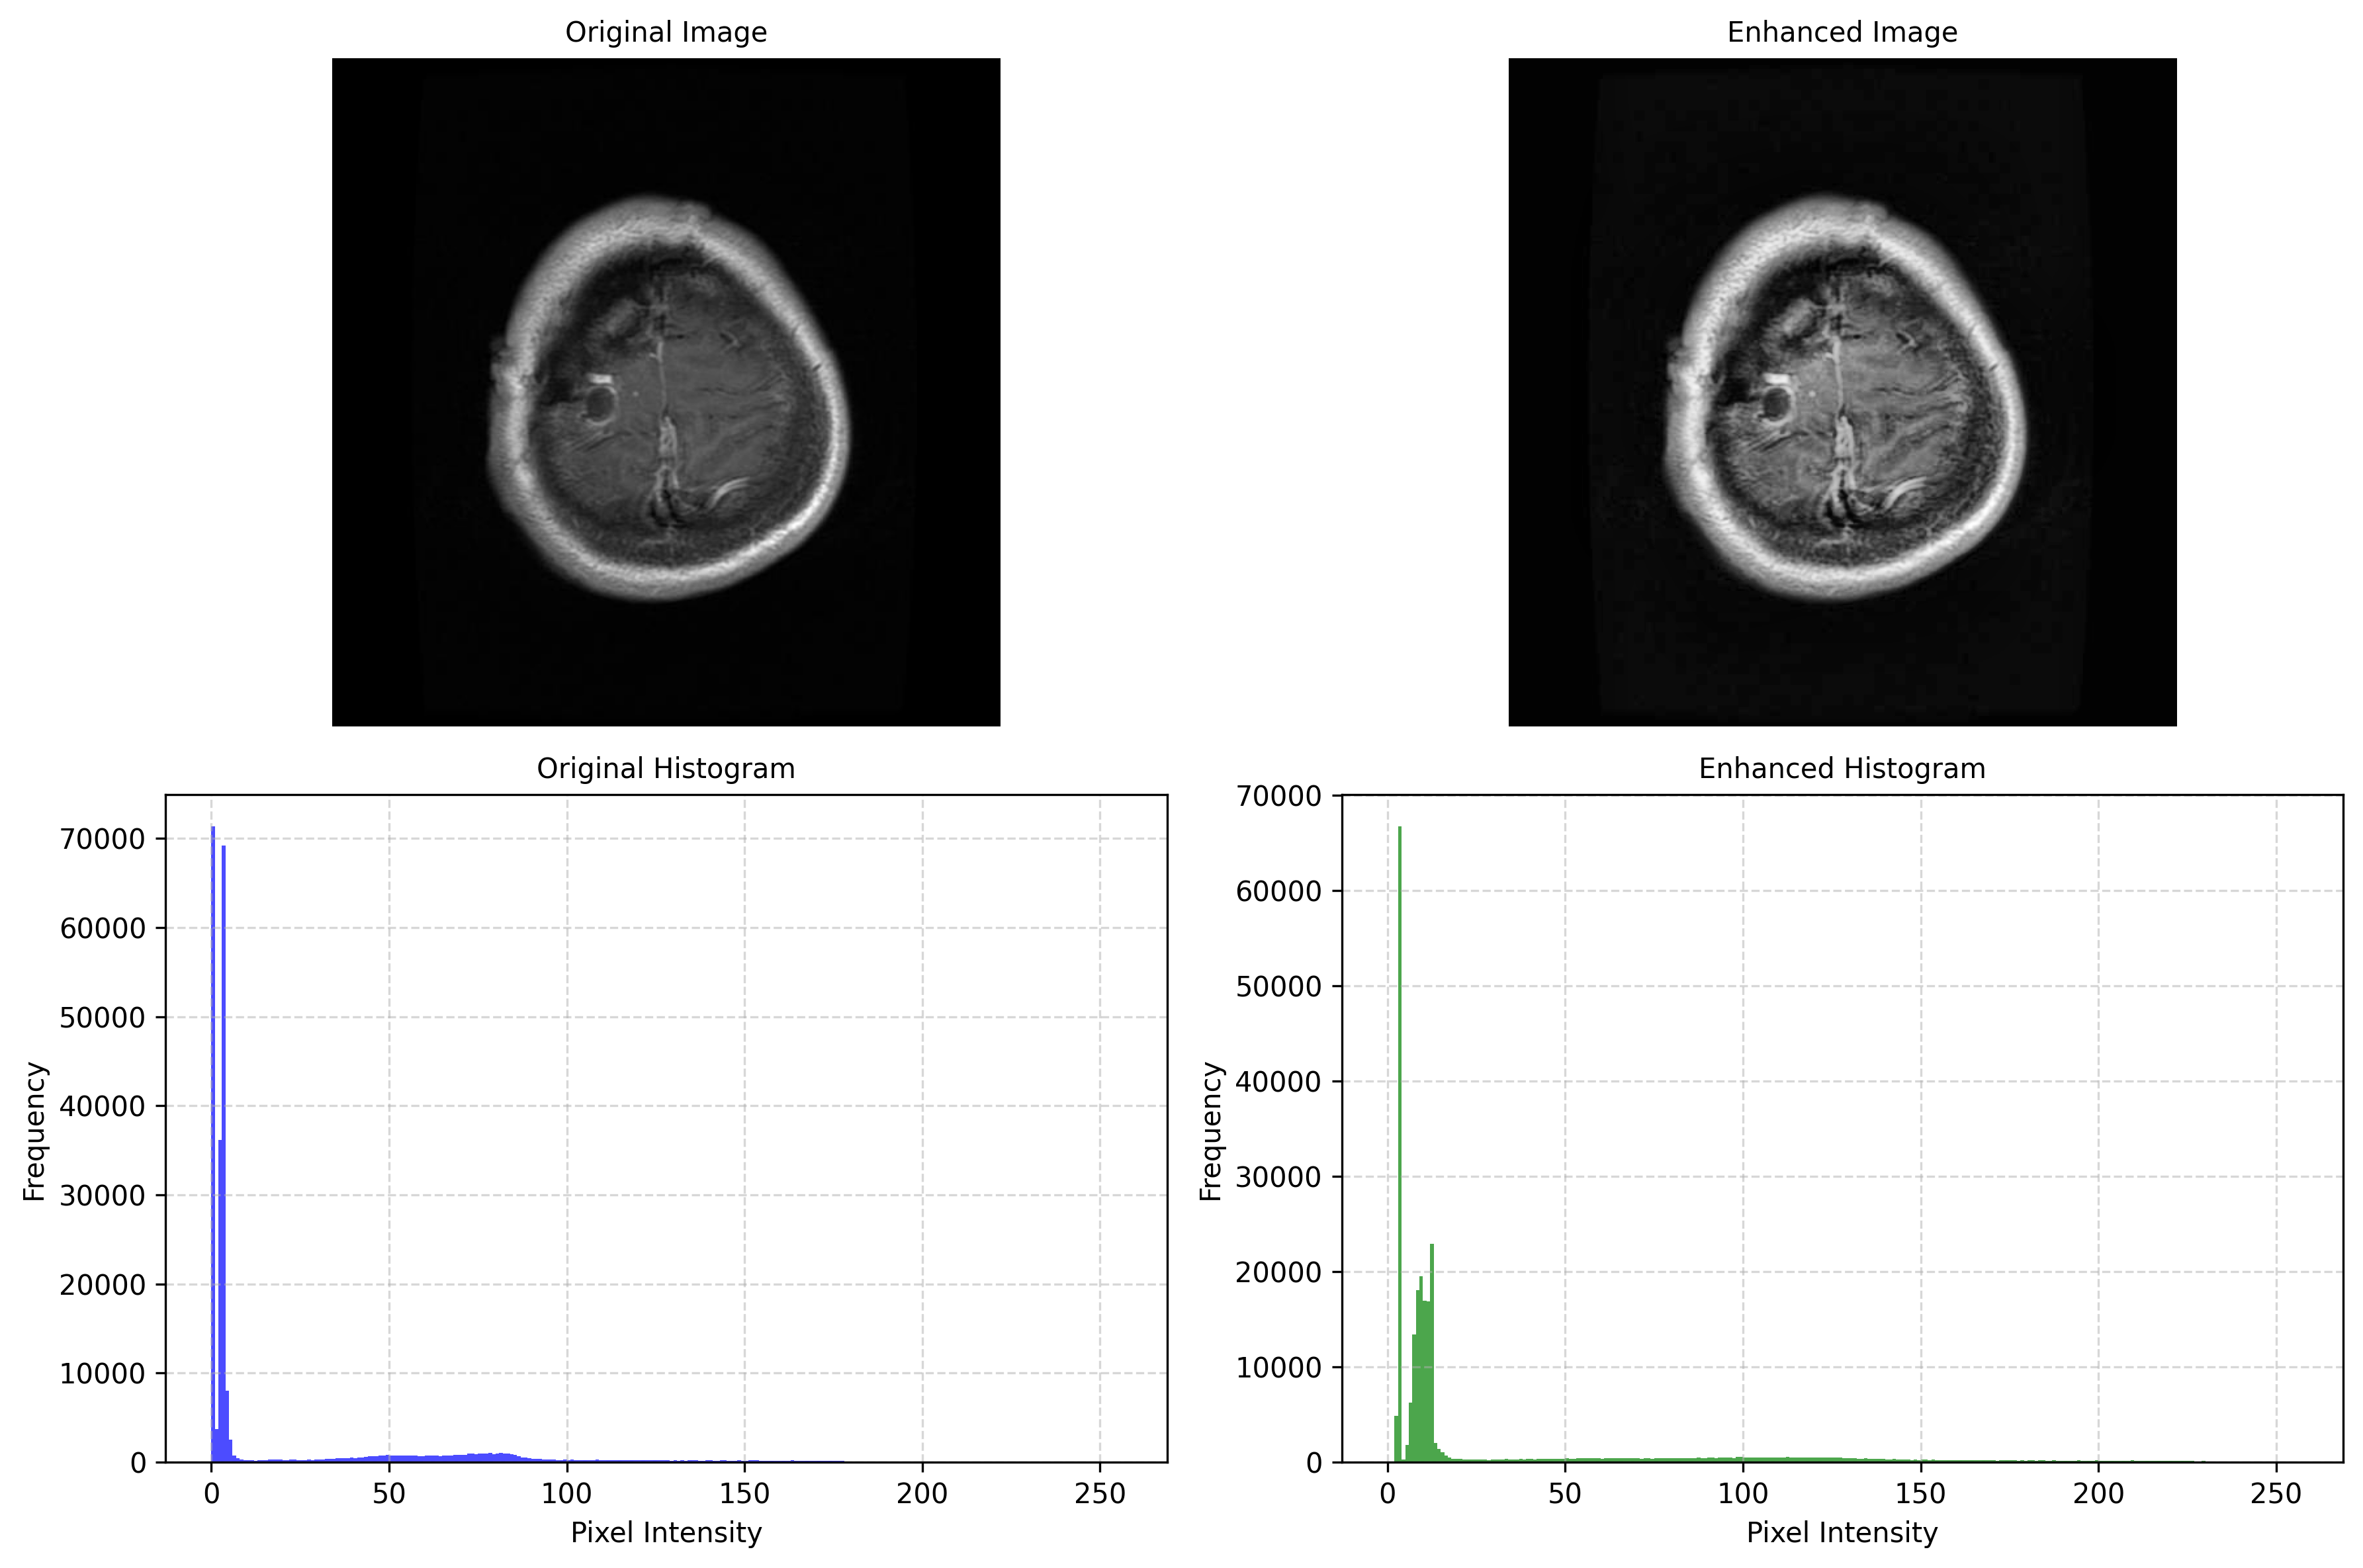 Original Image
Enhanced Image
Original Histogram
Frequency
70000
60000
50000
40000
30000
20000
10000
0
0 50 100 150 200 250
Pixel Intensity
Enhanced Histogram
Frequency
70000
60000
50000
40000
30000
20000
10000
0
0 50 100 150 200 250
Pixel Intensity